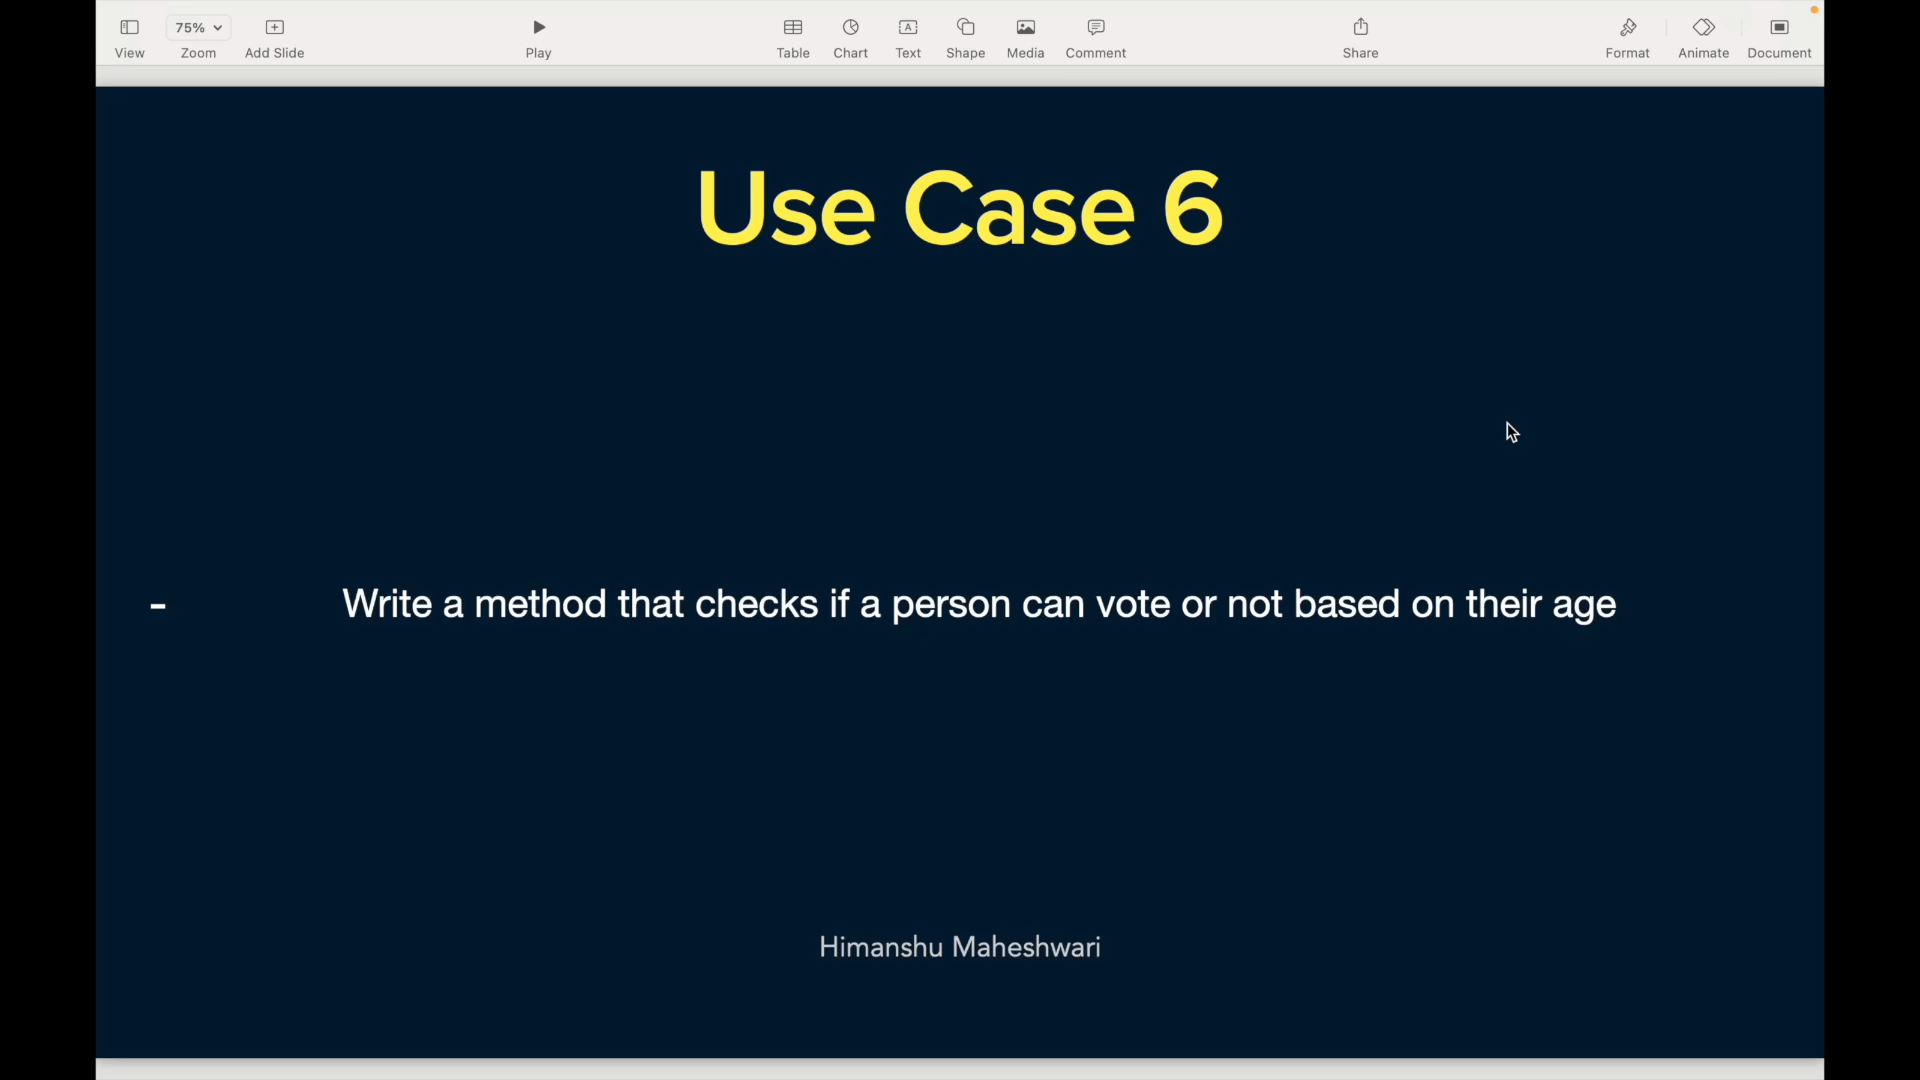 View
75%
Zoom
Add Slide
Play
Table
Chart
A
Text
Shape
Media
Comment
Share
Format
Animate
Document
Use Case 6
- Write a method that checks if a person can vote or not based on their age
Himanshu Maheshwari